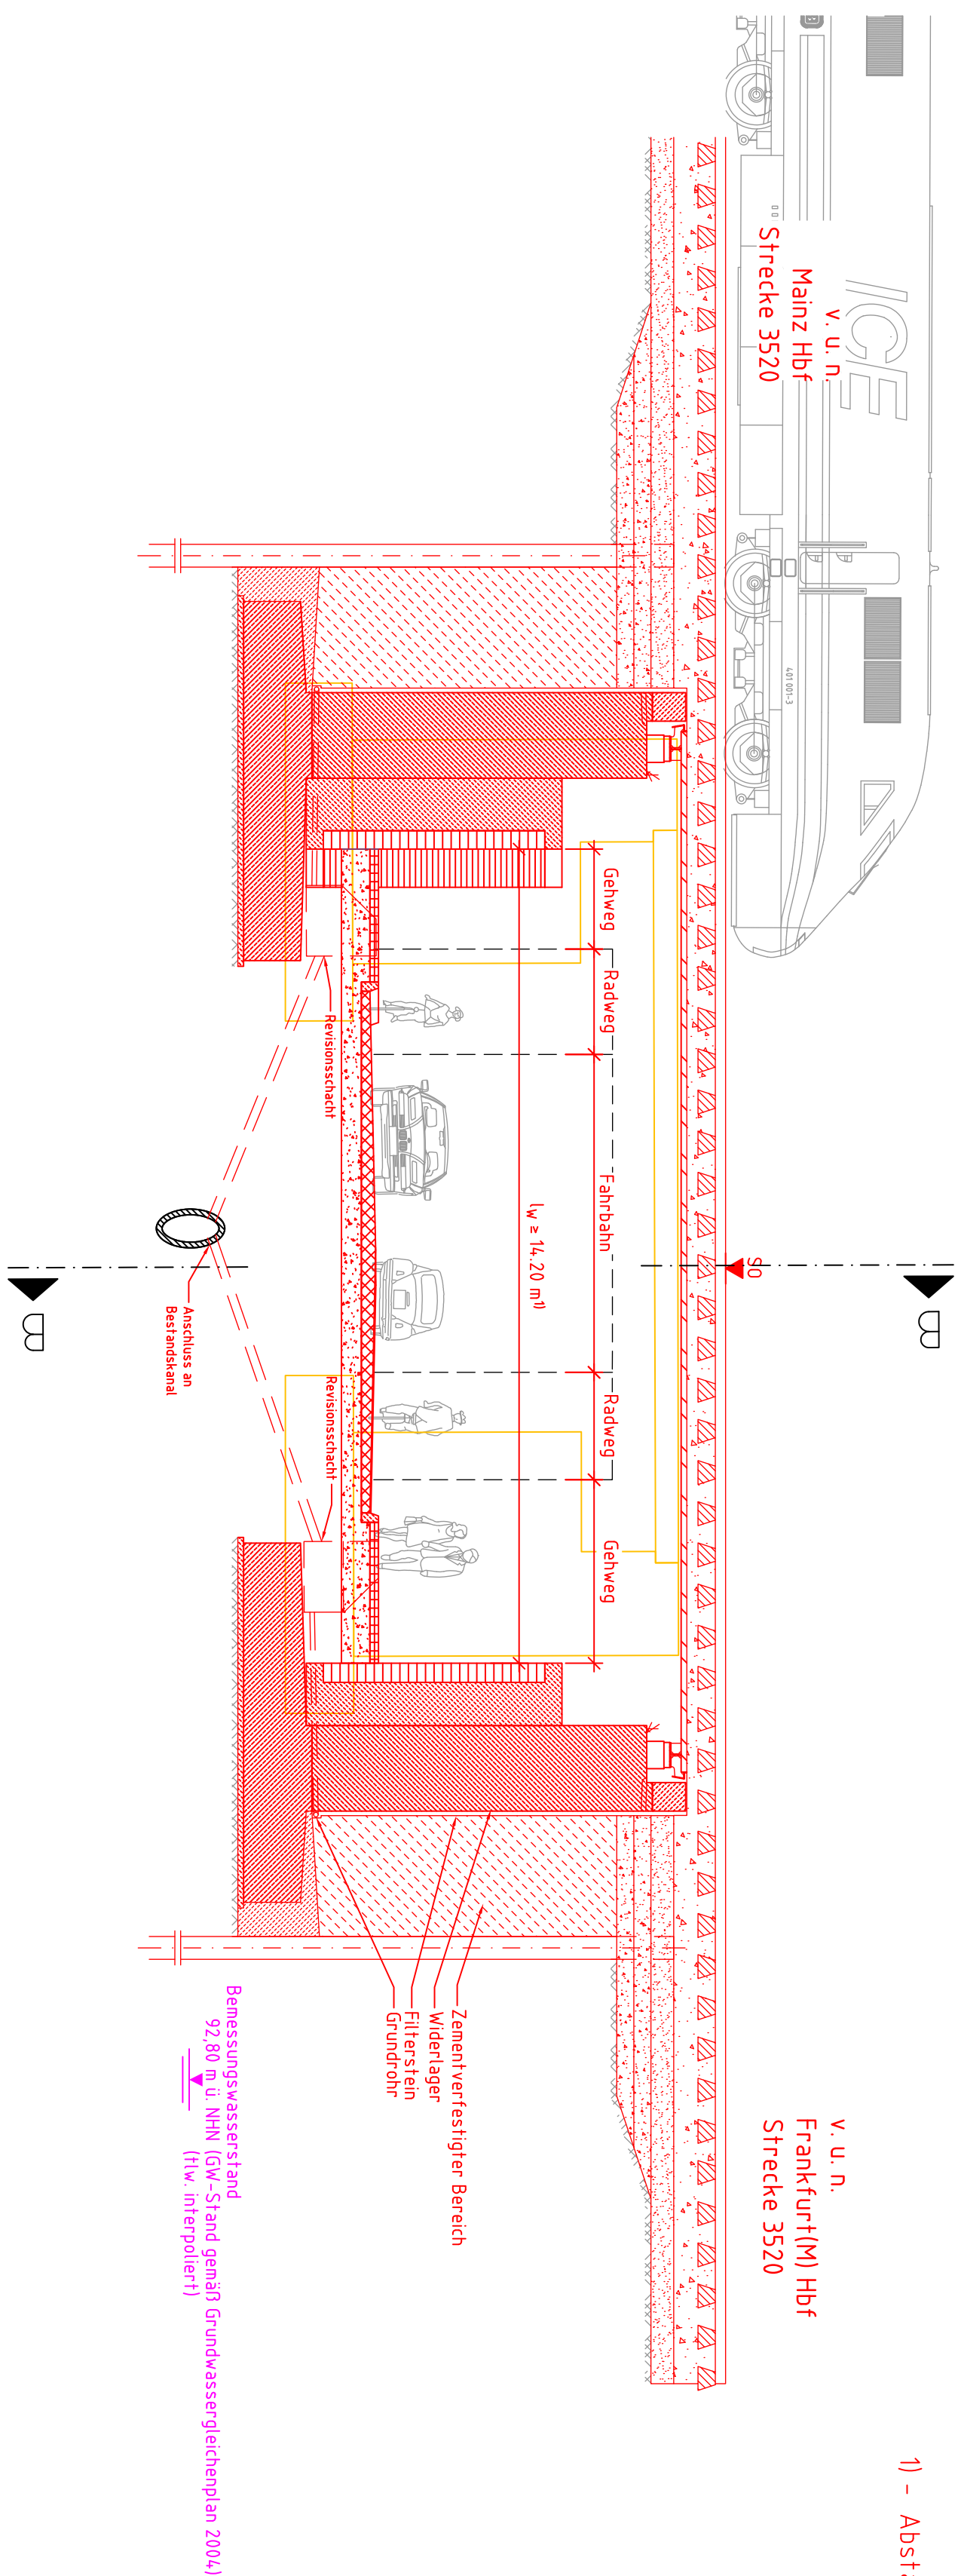 1) - Abst
v. u. n.
Mainz Hbf
Strecke 3520
ICE
401 001-3
v. u. n.
Frankfurt(M) Hbf
Strecke 3520
B
90
Gehweg
Radweg
Fahrbahn
Radweg
Gehweg
lw ≥ 14.20 m¹⁾
Revisionsschacht
Revisionsschacht
Anschluss an
Bestandskanal
Zementverfestigter Bereich
Widerlager
Filterstein
Grundrohr
Bemessungswasserstand
92,80 m ü. NHN (GW-Stand gemäß Grundwassergleichenplan 2004)
(tlw. interpoliert)
B